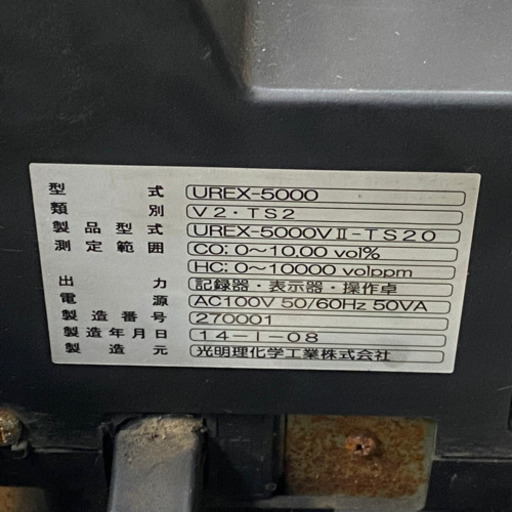 型式 UREX-5000
類別 V2・TS2
製品型式 UREX-5000VⅡ-TS20
測定範囲 CO: 0~10.00 vol%
HC: 0~10000 volppm
出力 記録器・表示器・操作卓
電源 AC100V 50/60Hz 50VA
製造番号 270001
製造年月日 14-1-08
製造元 光明理化学工業株式会社